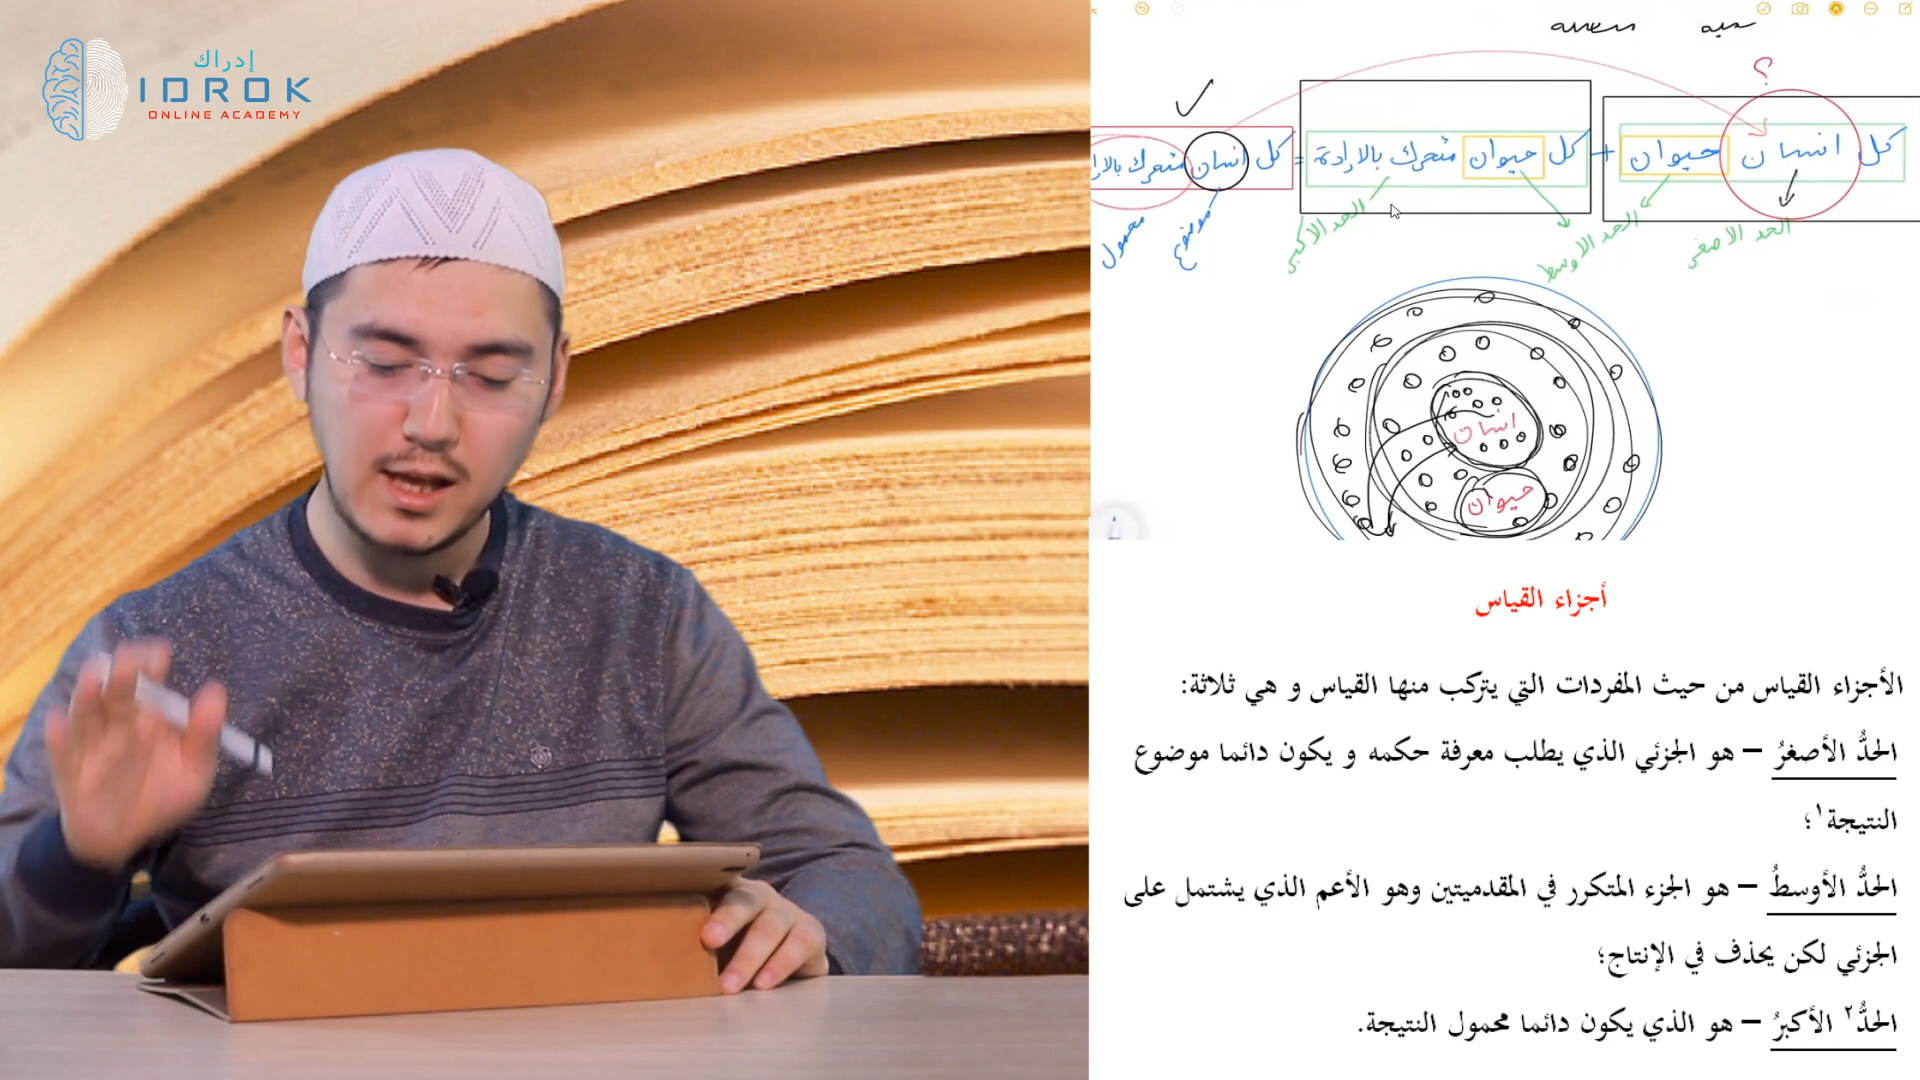 إدراك
IDROK
ONLINE ACADEMY
؟
كل انسان حيوان + كل حيوان متحرك بالارادة = كل انسان متحرك
الحد الاصغر
الحد الاوسط
الحد الاكبر
موضوع
محمول
انسان
حيوان
أجزاء القياس
الأجزاء القياس من حيث المفردات التي يتركب منها القياس و هي ثلاثة:
الحدُّ الأصغرُ – هو الجزئي الذي يطلب معرفة حكمه و يكون دائما موضوع
النتيجة١؛
الحدُّ الأوسطُ – هو الجزء المتكرر في المقدميتين وهو الأعم الذي يشتمل على
الجزئي لكن يحذف في الإنتاج؛
الحدُّ٢ الأكبرُ – هو الذي يكون دائما محمول النتيجة.